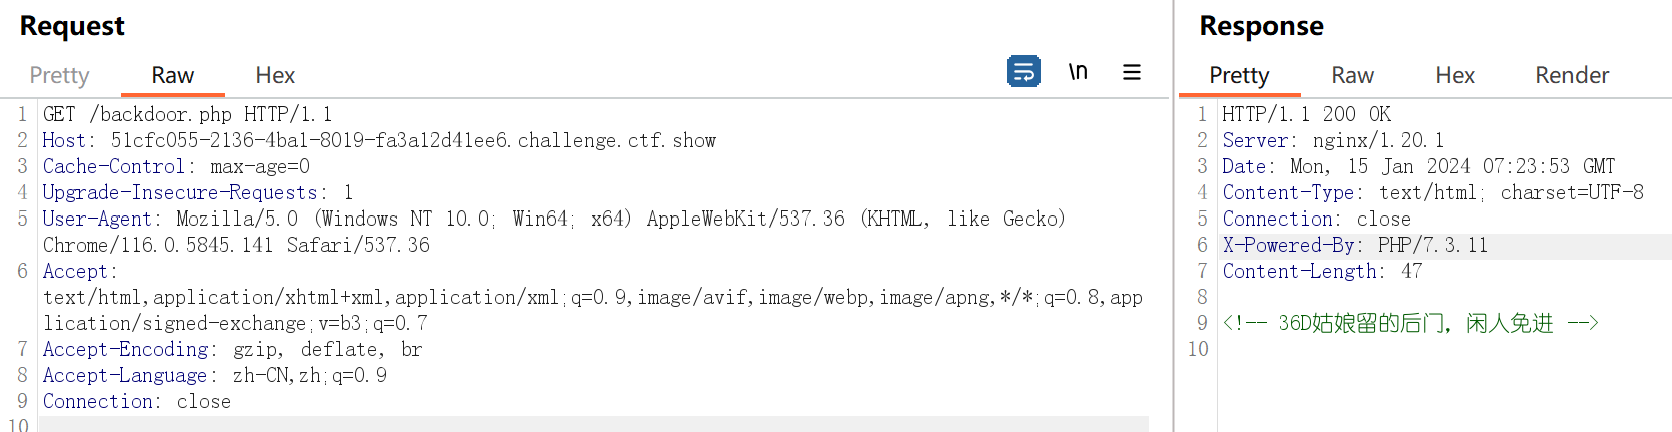 Request
Pretty Raw Hex
\n
1 GET /backdoor.php HTTP/1.1
2 Host: 51cfc055-2136-4ba1-8019-fa3a12d41ee6.challenge.ctf.show
3 Cache-Control: max-age=0
4 Upgrade-Insecure-Requests: 1
5 User-Agent: Mozilla/5.0 (Windows NT 10.0; Win64; x64) AppleWebKit/537.36 (KHTML, like Gecko)
Chrome/116.0.5845.141 Safari/537.36
6 Accept:
text/html,application/xhtml+xml,application/xml;q=0.9,image/avif,image/webp,image/apng,*/*;q=0.8,app
lication/signed-exchange;v=b3;q=0.7
7 Accept-Encoding: gzip, deflate, br
8 Accept-Language: zh-CN,zh;q=0.9
9 Connection: close
10
Response
Pretty Raw Hex Render
1 HTTP/1.1 200 OK
2 Server: nginx/1.20.1
3 Date: Mon, 15 Jan 2024 07:23:53 GMT
4 Content-Type: text/html; charset=UTF-8
5 Connection: close
6 X-Powered-By: PHP/7.3.11
7 Content-Length: 47
8
9 <!-- 36D姑娘留的后门，闲人免进 -->
10